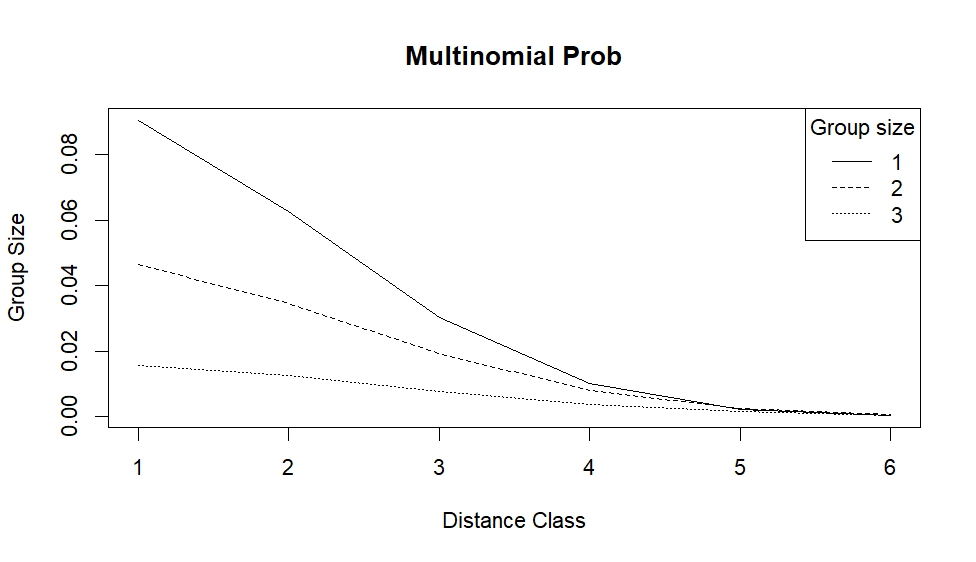 Multinomial Prob
Group size
1
2
3
0.08
0.06
0.04
0.02
0.00
Group Size
1 2 3 4 5 6
Distance Class